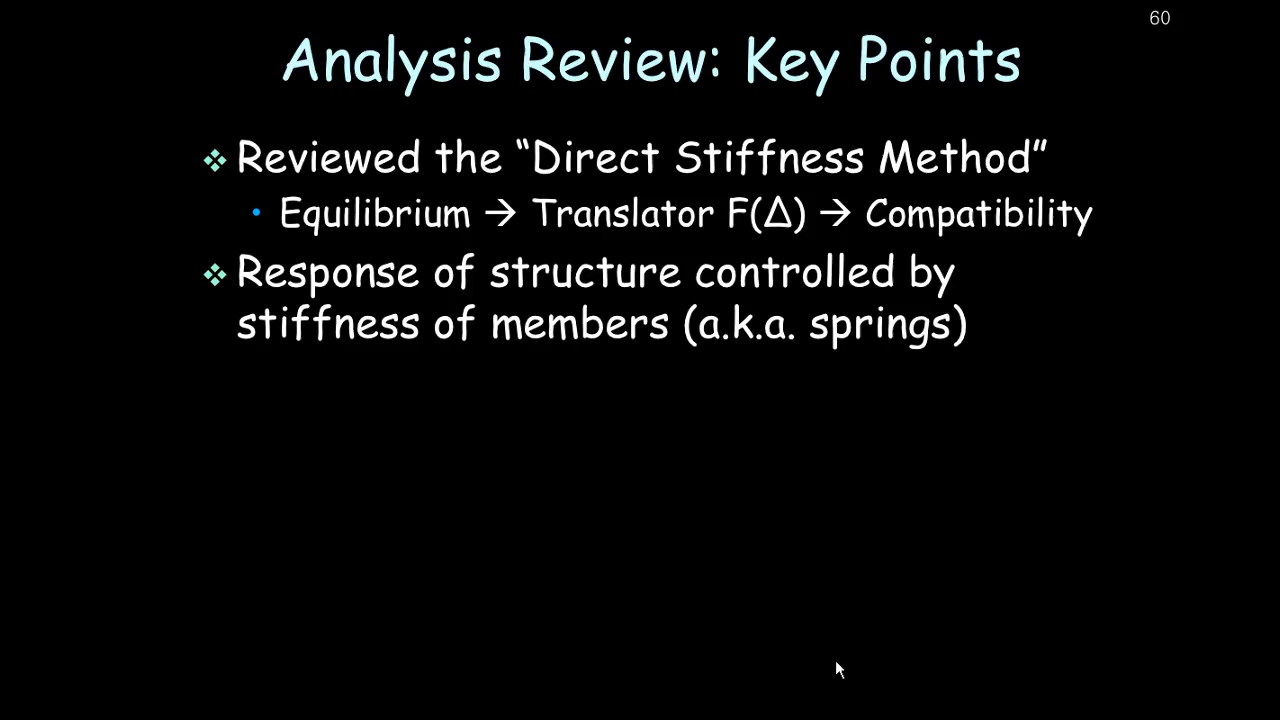 60
Analysis Review: Key Points
❖ Reviewed the “Direct Stiffness Method”
• Equilibrium → Translator F(Δ) → Compatibility
❖ Response of structure controlled by
stiffness of members (a.k.a. springs)